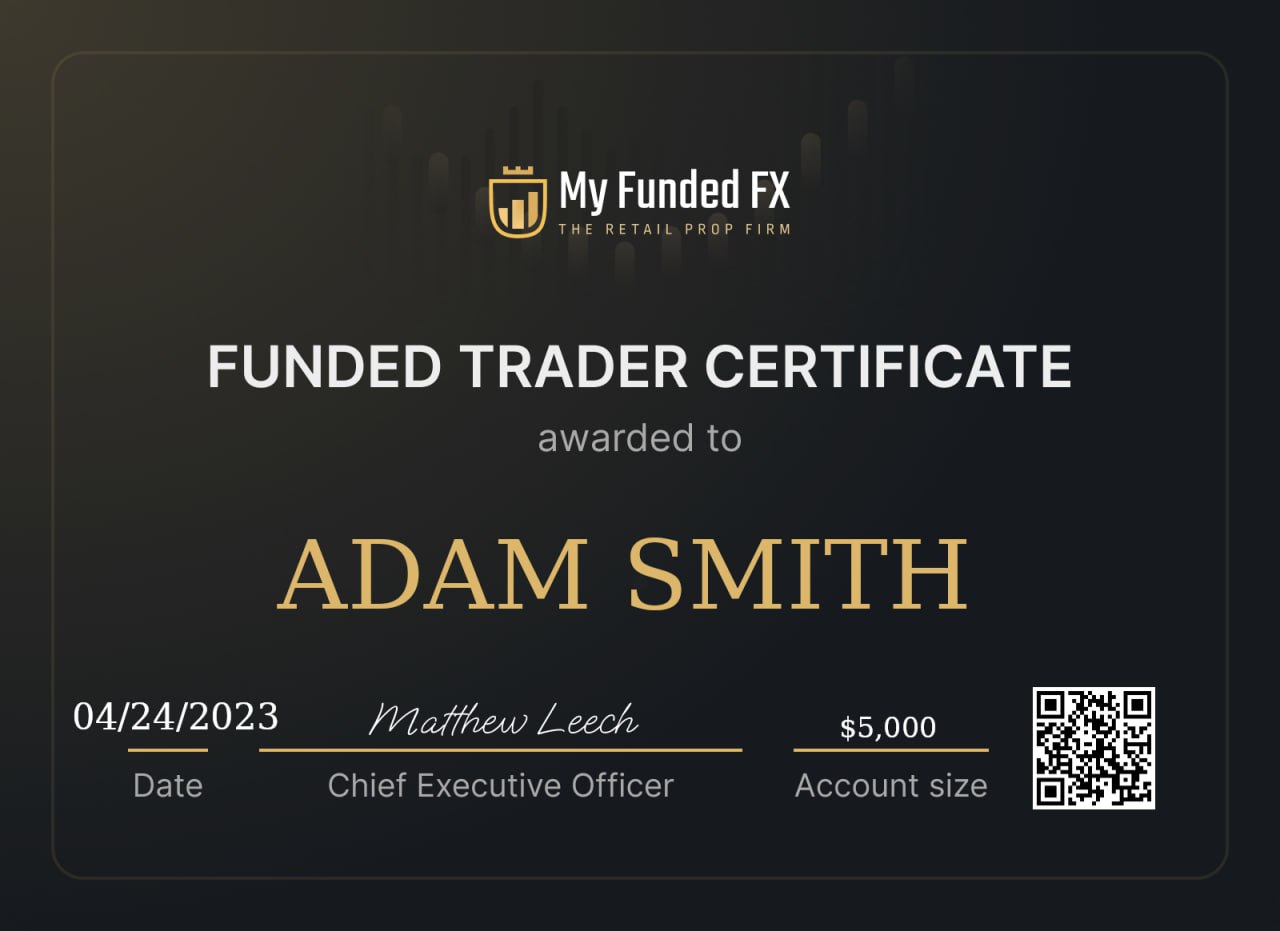 My Funded FX
THE RETAIL PROP FIRM
FUNDED TRADER CERTIFICATE
awarded to
ADAM SMITH
04/24/2023 Matthew Leech $5,000
Date Chief Executive Officer Account size